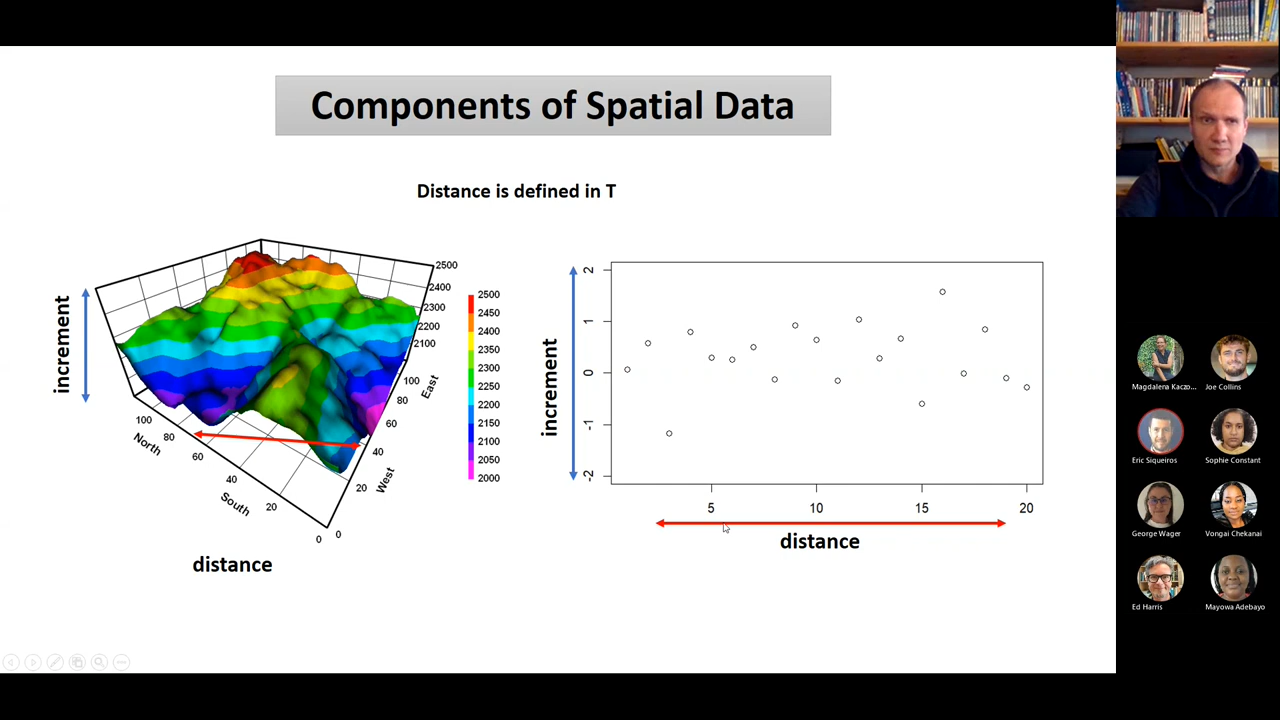 Components of Spatial Data
Distance is defined in T
increment
2500
2400
2300
2200
2100
100
80
60
40
20
0
East
West
100
80
60
40
20
0
North
South
distance
2500
2450
2400
2350
2300
2250
2200
2150
2100
2050
2000
increment
2
1
0
-1
-2
5
10
15
20
distance
Magdalena Kaczo...
Joe Collins
Eric Siqueiros
Sophie Constant
George Wager
Vongai Chekanai
Ed Harris
Mayowa Adebayo